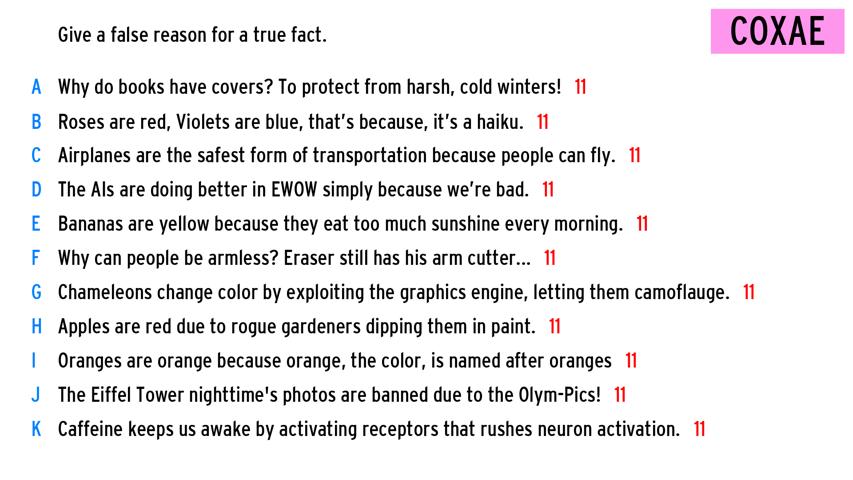 Give a false reason for a true fact.
COXAE
A Why do books have covers? To protect from harsh, cold winters! 11
B Roses are red, Violets are blue, that's because, it's a haiku. 11
C Airplanes are the safest form of transportation because people can fly. 11
D The AIs are doing better in EWOW simply because we're bad. 11
E Bananas are yellow because they eat too much sunshine every morning. 11
F Why can people be armless? Eraser still has his arm cutter... 11
G Chameleons change color by exploiting the graphics engine, letting them camoflauge. 11
H Apples are red due to rogue gardeners dipping them in paint. 11
I Oranges are orange because orange, the color, is named after oranges 11
J The Eiffel Tower nighttime's photos are banned due to the Olym-Pics! 11
K Caffeine keeps us awake by activating receptors that rushes neuron activation. 11